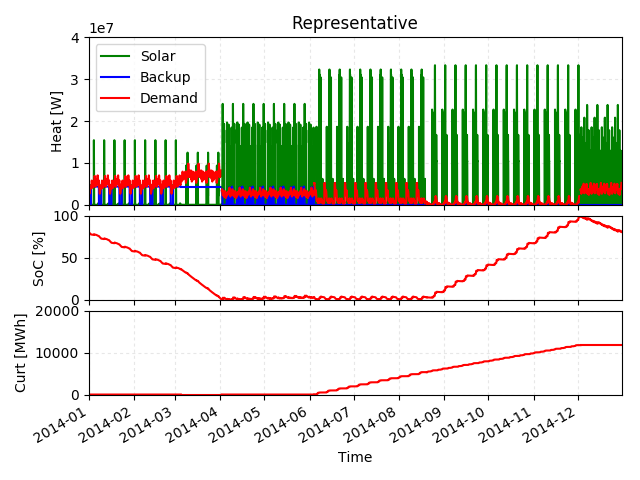 Representative
1e7
4
3
2
1
0
Heat [W]
Solar
Backup
Demand
100
50
0
SoC [%]
20000
10000
0
Curt [MWh]
2014-01
2014-02
2014-03
2014-04
2014-05
2014-06
2014-07
2014-08
2014-09
2014-10
2014-11
2014-12
Time